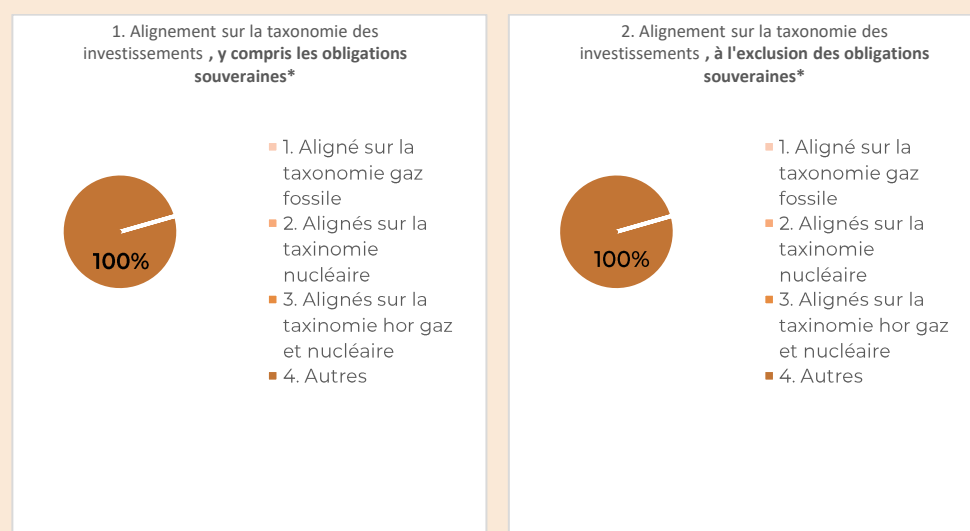 1. Alignement sur la taxonomie des
investissements , y compris les obligations
souveraines*
100%
1. Aligné sur la
taxonomie gaz
fossile
2. Alignés sur la
taxinomie
nucléaire
3. Alignés sur la
taxinomie hor gaz
et nucléaire
4. Autres
2. Alignement sur la taxonomie des
investissements , à l'exclusion des obligations
souveraines*
100%
1. Aligné sur la
taxonomie gaz
fossile
2. Alignés sur la
taxinomie
nucléaire
3. Alignés sur la
taxinomie hor gaz
et nucléaire
4. Autres